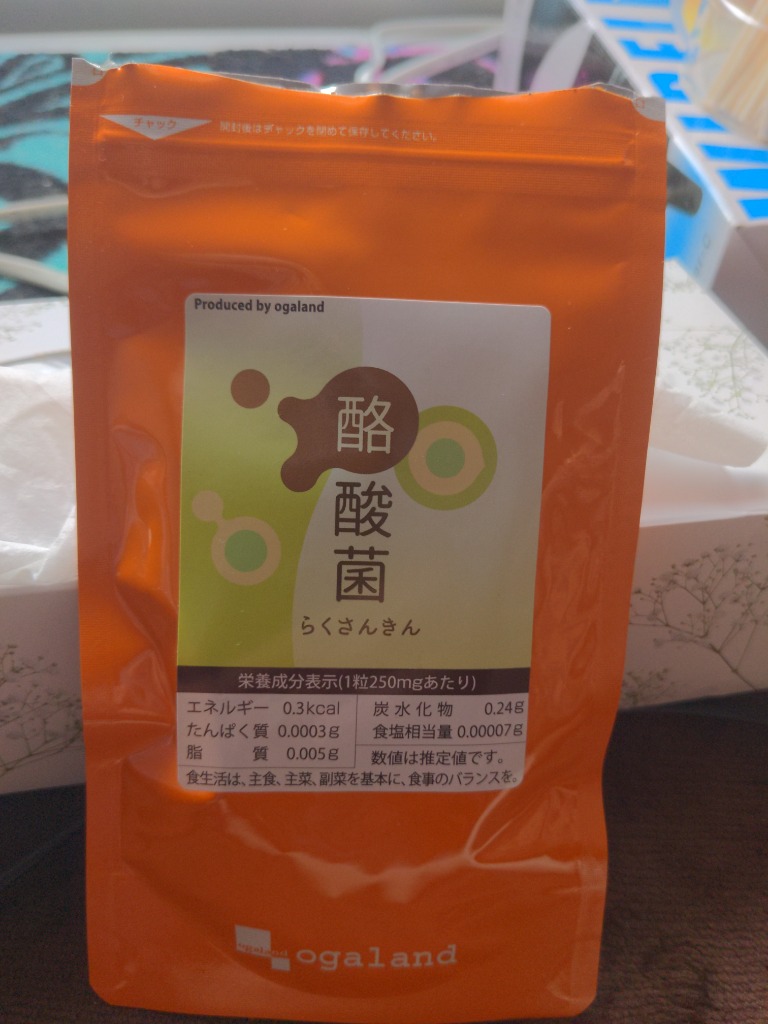 チャック 開封後はチャックを閉めて保存してください。
Produced by ogaland
酪
酸
菌
らくさんきん
栄養成分表示(1粒250mgあたり)
エネルギー 0.3kcal 炭水化物 0.24g
たんぱく質 0.0003g 食塩相当量 0.00007g
脂質 0.005g 数値は推定値です。
食生活は、主食、主菜、副菜を基本に、食事のバランスを。
ogaland ogaland